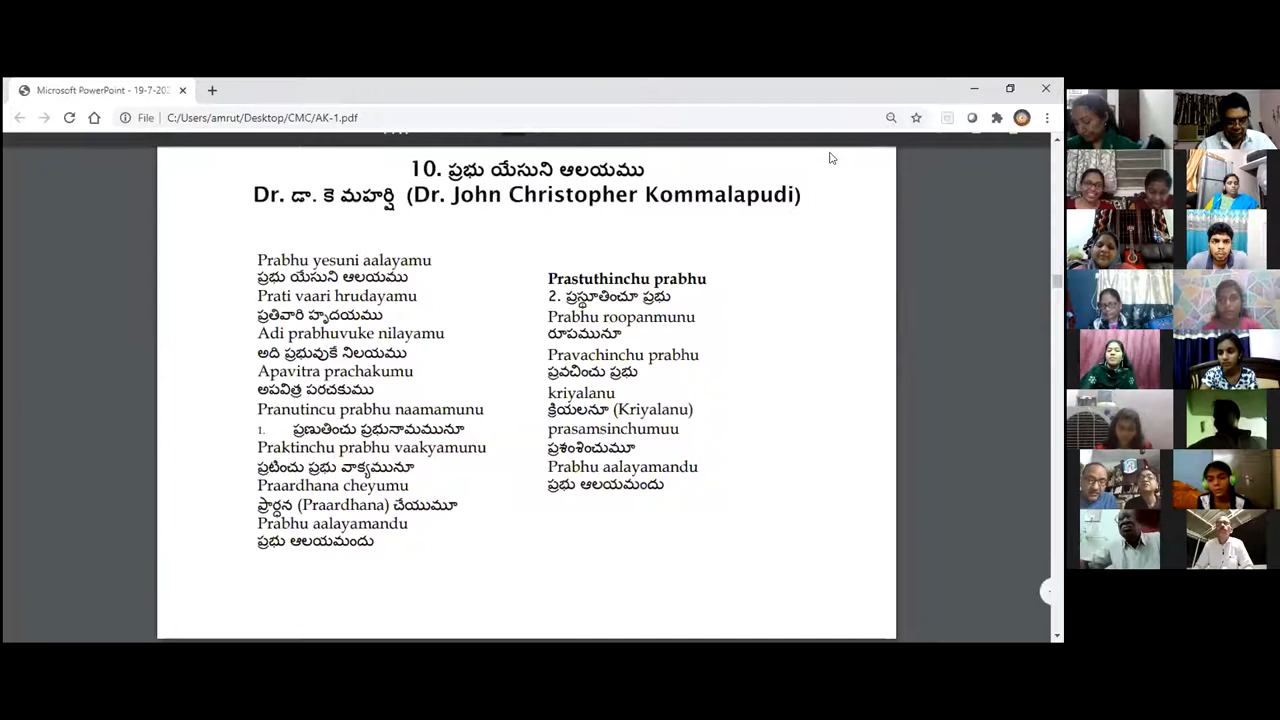 Microsoft PowerPoint - 19-7-202
File
C:/Users/amrut/Desktop/CMC/AK-1.pdf
10. ప్రభు యేసుని ఆలయము
Dr. డా. కె మహర్షి (Dr. John Christopher Kommalapudi)
Prabhu yesuni aalayamu
ప్రభు యేసుని ఆలయము
Prati vaari hrudayamu
ప్రతివారి హృదయము
Adi prabhuvuke nilayamu
అది ప్రభువుకే నిలయము
Apavitra prachakumu
అపవిత్ర పరచకుము
Pranutincu prabhu naamamunu
1. ప్రణుతించు ప్రభునామమునూ
Praktinchu prabhu vaakyamunu
ప్రటించు ప్రభు వాక్యమునూ
Praardhana cheyumu
ప్రార్ధన (Praardhana) చేయుమూ
Prabhu aalayamandu
ప్రభు ఆలయమందు
Prastuthinchu prabhu
2. ప్రస్థూతించూ ప్రభు
Prabhu roopanmunu
రూపమునూ
Pravachinchu prabhu
ప్రవచించు ప్రభు
kriyalanu
క్రియలనూ (Kriyalanu)
prasamsinchumuu
ప్రశంశించుమూ
Prabhu aalayamandu
ప్రభు ఆలయమందు